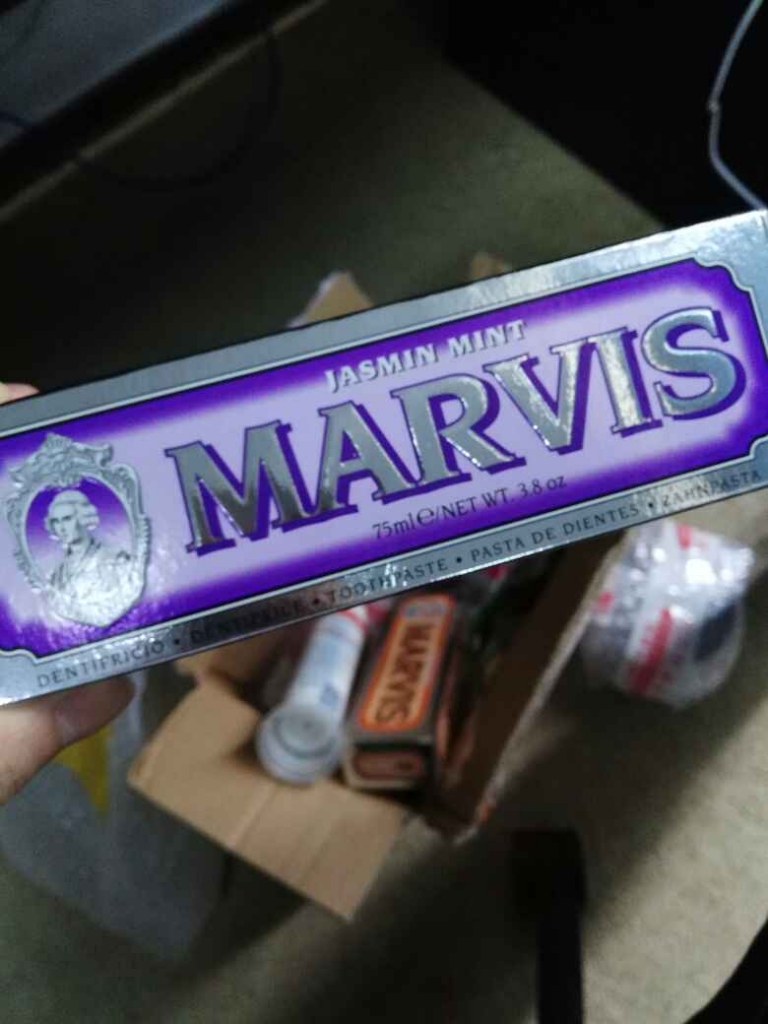 JASMIN MINT
MARVIS
75ml℮/NET WT. 3.8 oz
DENTIFRICIO • DENTIFRICE • TOOTHPASTE • PASTA DE DIENTES • ZAHNPASTA
MARVIS